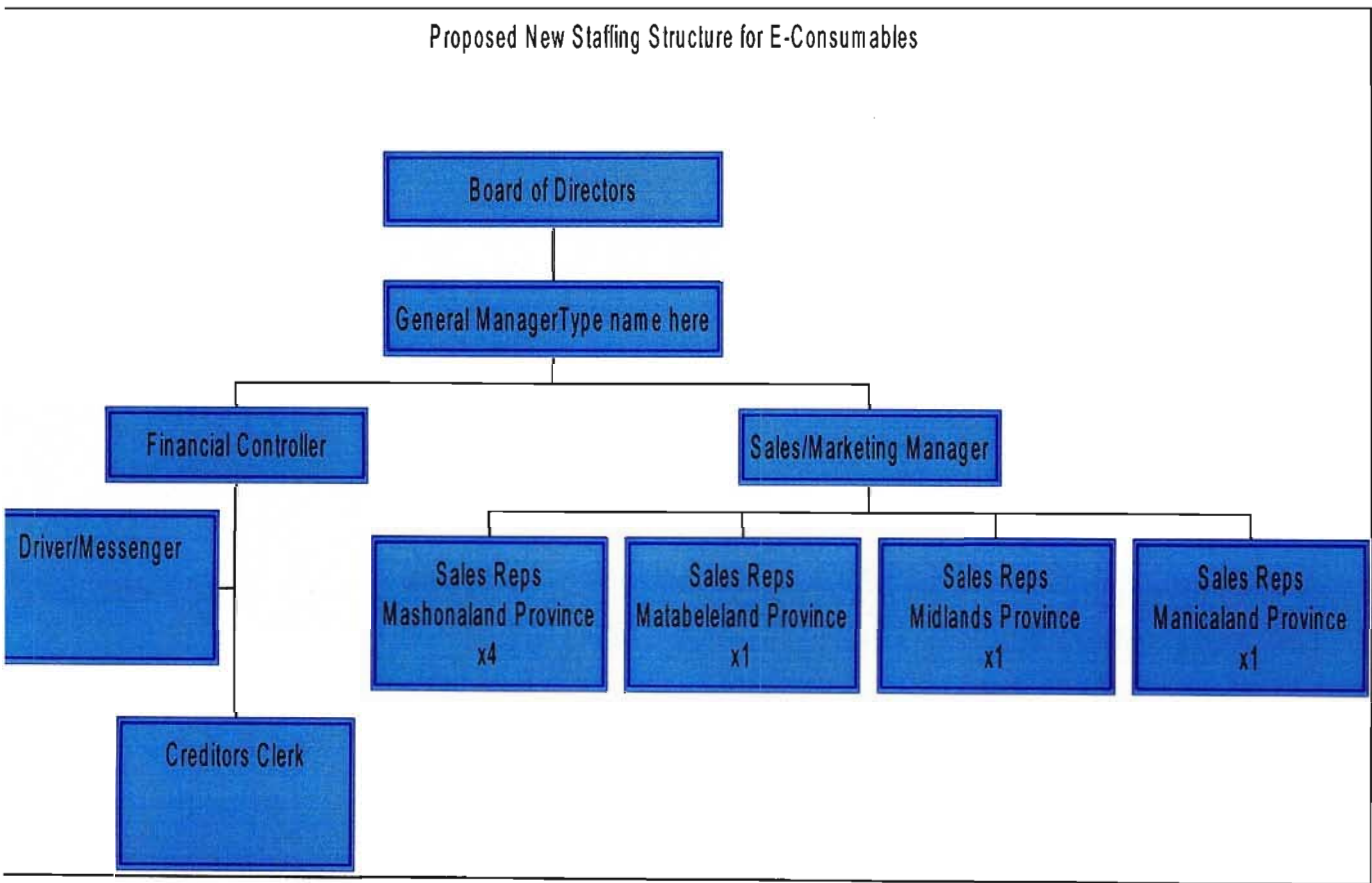 Proposed New Staffing Structure for E-Consumables
Board of Directors
General ManagerType name here
Financial Controller
Sales/Marketing Manager
Driver/Messenger
Sales Reps
Mashonaland Province
x4
Sales Reps
Matabeleland Province
x1
Sales Reps
Midlands Province
x1
Sales Reps
Manicaland Province
x1
Creditors Clerk